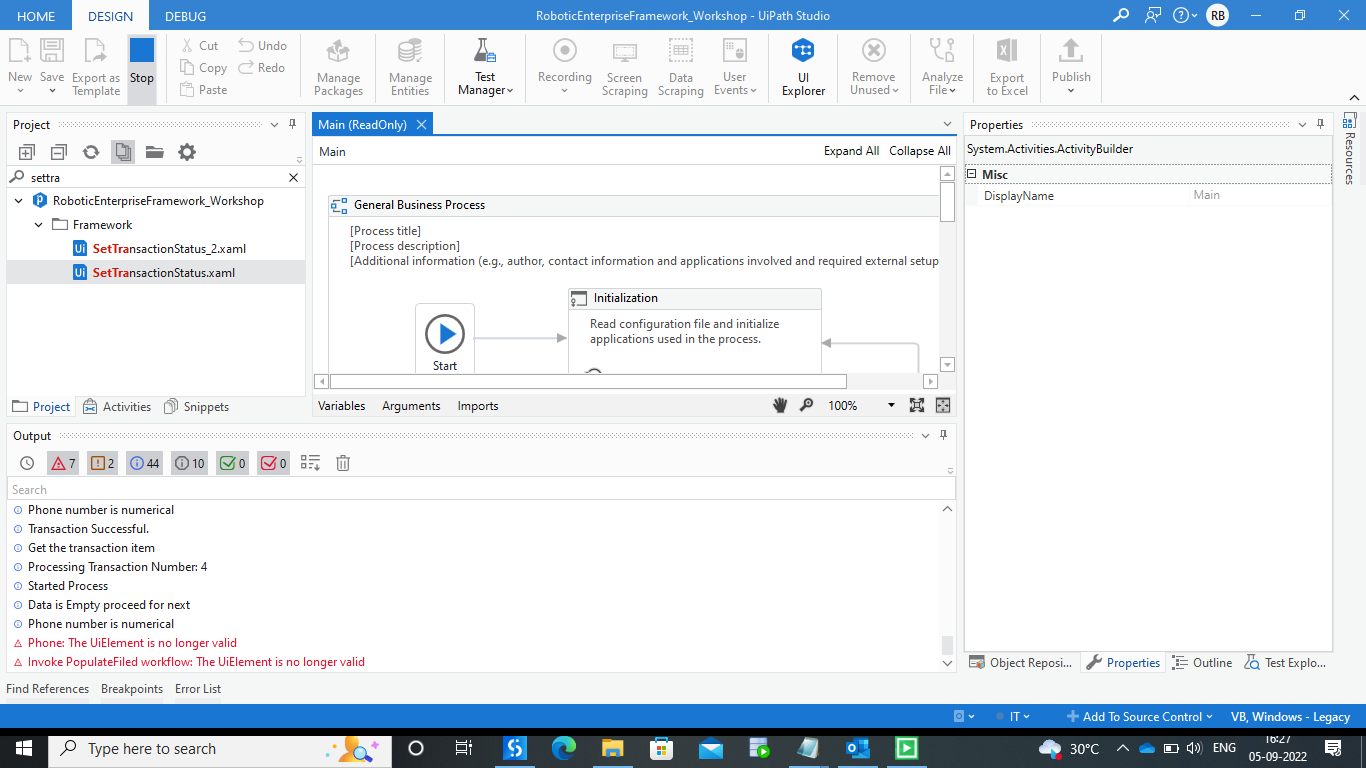 HOME DESIGN DEBUG RoboticEnterpriseFramework_Workshop - UiPath Studio RB
New Save Export as Template Stop
Cut Undo
Copy Redo
Paste
Manage Packages
Manage Entities
Test Manager
Recording
Screen Scraping
Data Scraping
User Events
UI Explorer
Remove Unused
Analyze File
Export to Excel
Publish
Project
settra
RoboticEnterpriseFramework_Workshop
Framework
Ui SetTransactionStatus_2.xaml
Ui SetTransactionStatus.xaml
Project Activities Snippets
Main (ReadOnly)
Main Expand All Collapse All
General Business Process
[Process title]
[Process description]
[Additional information (e.g., author, contact information and applications involved and required external setup
Initialization
Read configuration file and initialize
applications used in the process.
Start
Variables Arguments Imports 100%
Properties
System.Activities.ActivityBuilder
Misc
DisplayName Main
Resources
Output
7 2 44 10 0 0
Search
Phone number is numerical
Transaction Successful.
Get the transaction item
Processing Transaction Number: 4
Started Process
Data is Empty proceed for next
Phone number is numerical
Phone: The UiElement is no longer valid
Invoke PopulateFiled workflow: The UiElement is no longer valid
Object Reposi... Properties Outline Test Explo...
Find References Breakpoints Error List
IT Add To Source Control VB, Windows - Legacy
Type here to search
30°C ENG
16:27
05-09-2022